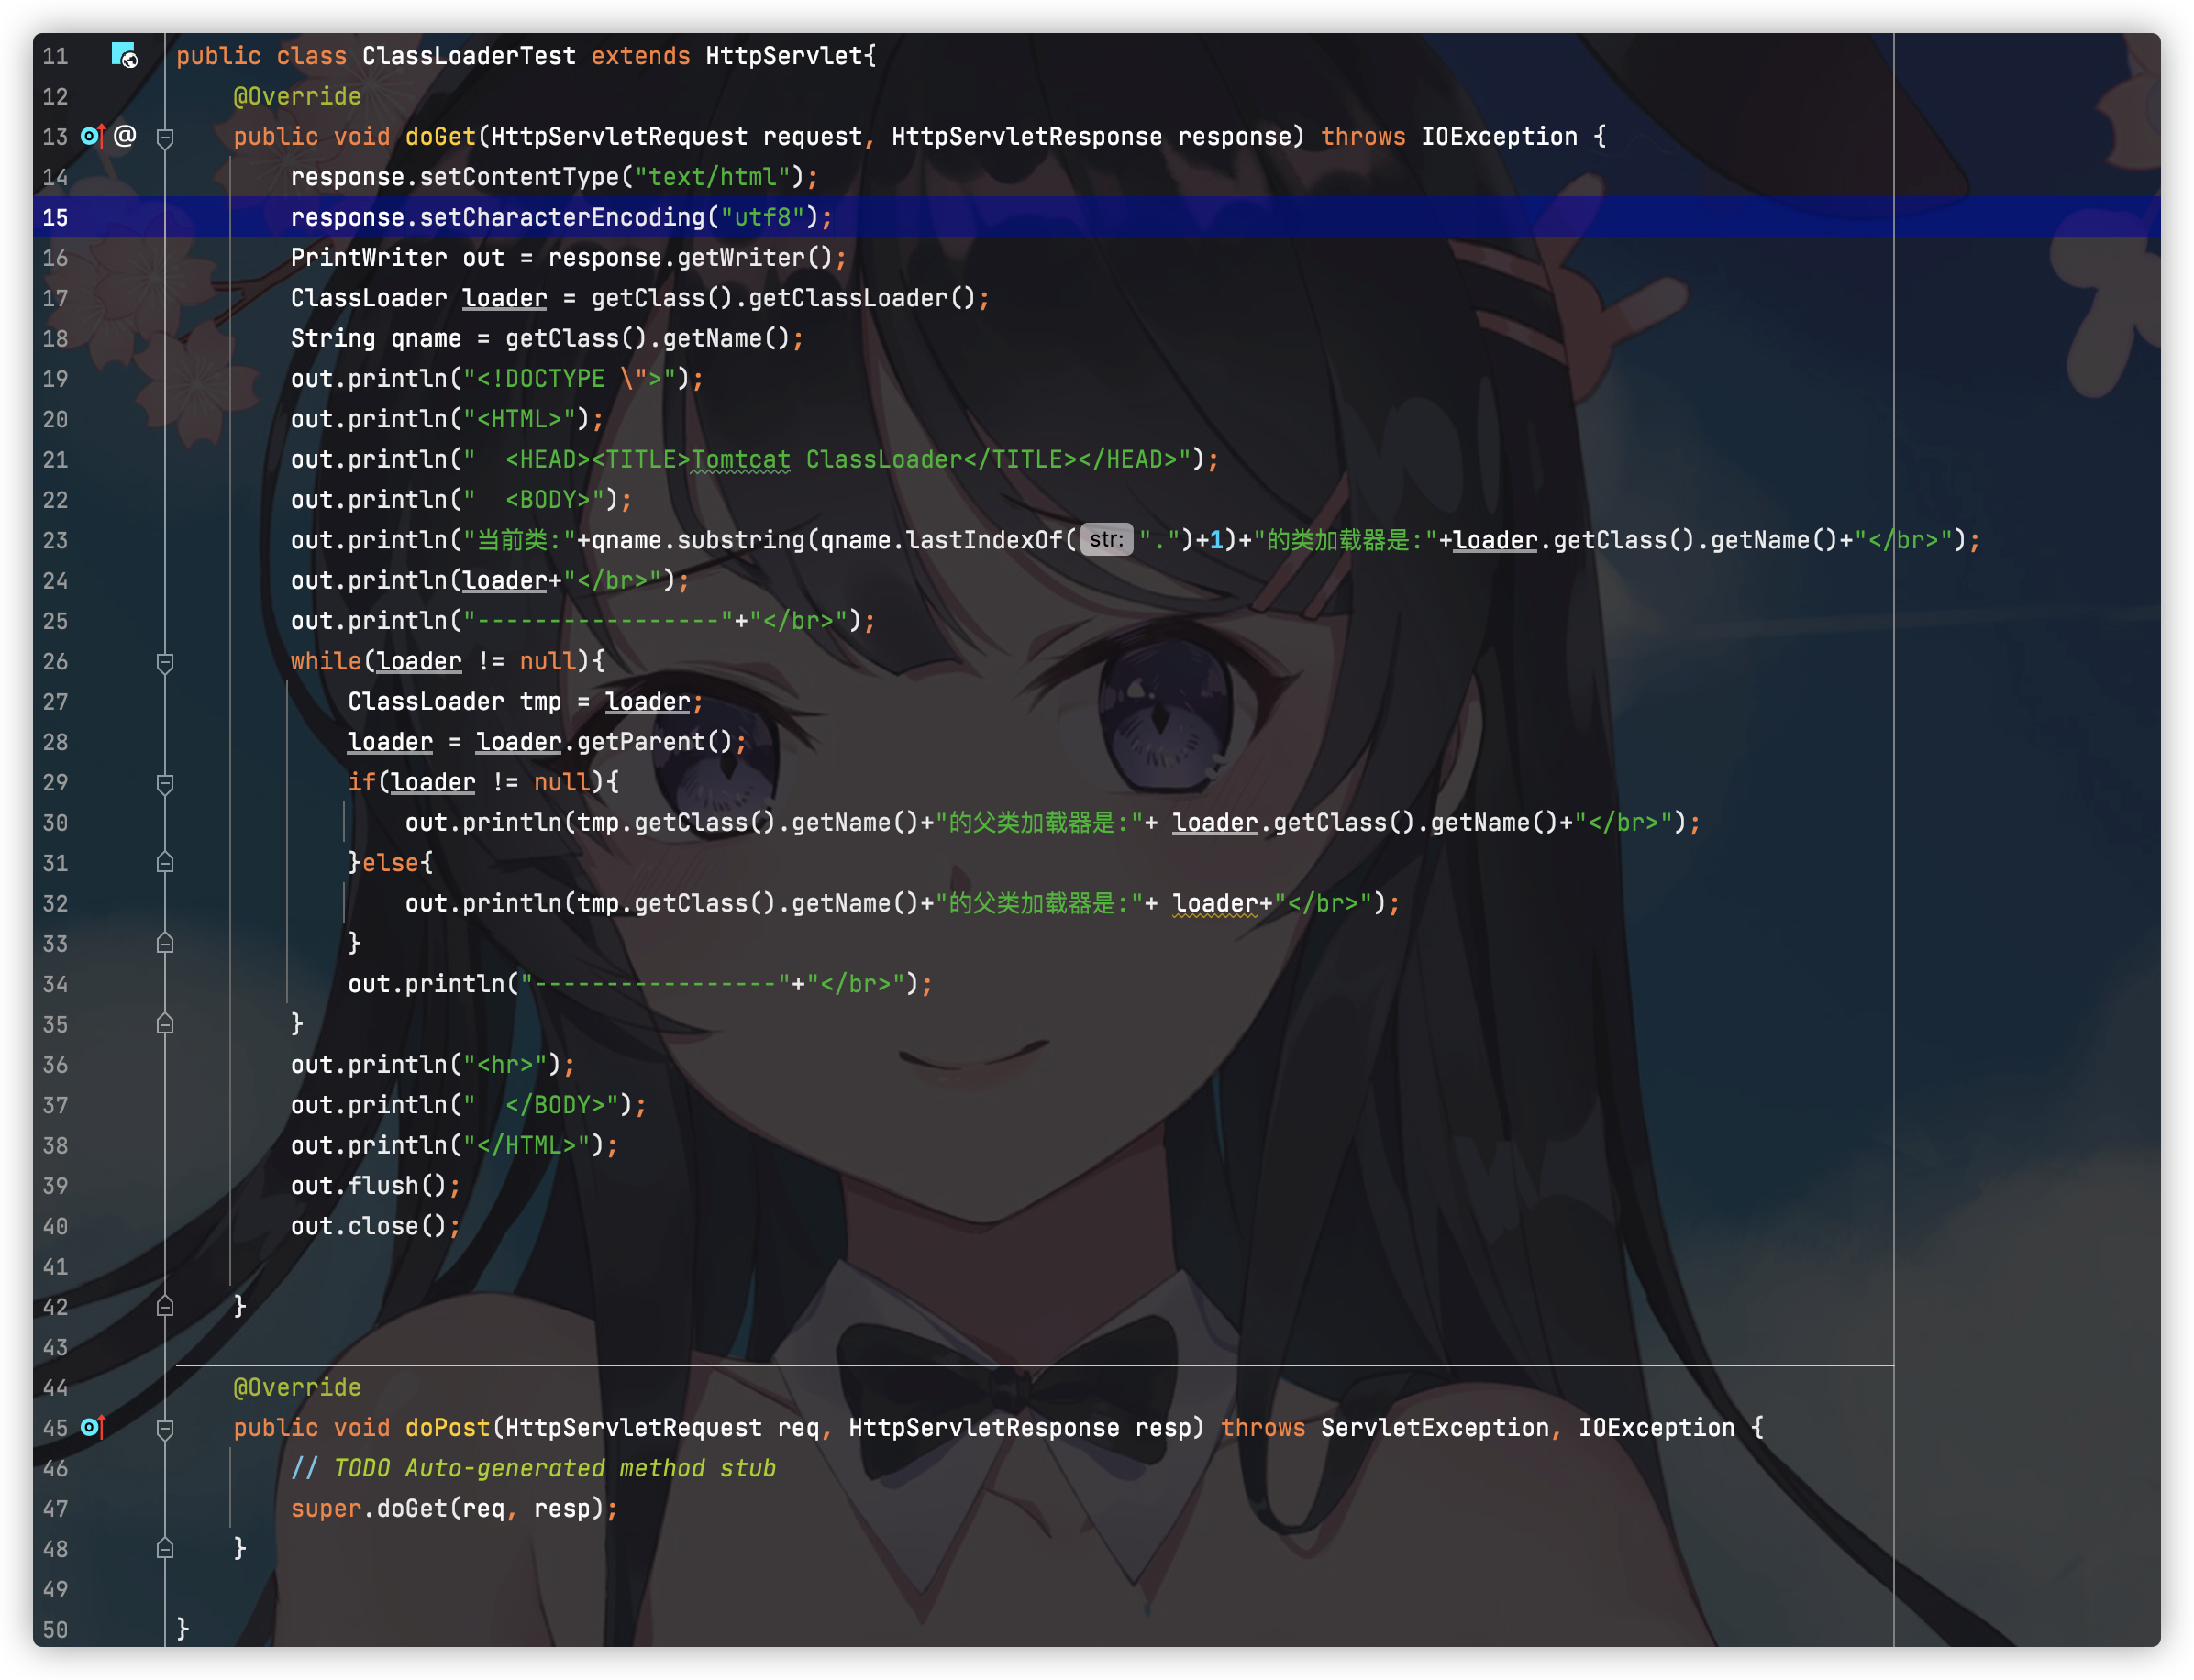 11 public class ClassLoaderTest extends HttpServlet{
12     @Override
13 @     public void doGet(HttpServletRequest request, HttpServletResponse response) throws IOException {
14         response.setContentType("text/html");
15         response.setCharacterEncoding("utf8");
16         PrintWriter out = response.getWriter();
17         ClassLoader loader = getClass().getClassLoader();
18         String qname = getClass().getName();
19         out.println("<!DOCTYPE \">");
20         out.println("<HTML>");
21         out.println("  <HEAD><TITLE>Tomtcat ClassLoader</TITLE></HEAD>");
22         out.println("  <BODY>");
23         out.println("当前类:"+qname.substring(qname.lastIndexOf( str: ".")+1)+"的类加载器是:"+loader.getClass().getName()+"</br>");
24         out.println(loader+"</br>");
25         out.println("-----------------"+"</br>");
26         while(loader != null){
27             ClassLoader tmp = loader;
28             loader = loader.getParent();
29             if(loader != null){
30                 out.println(tmp.getClass().getName()+"的父类加载器是:"+ loader.getClass().getName()+"</br>");
31             }else{
32                 out.println(tmp.getClass().getName()+"的父类加载器是:"+ loader+"</br>");
33             }
34             out.println("-----------------"+"</br>");
35         }
36         out.println("<hr>");
37         out.println("  </BODY>");
38         out.println("</HTML>");
39         out.flush();
40         out.close();
41
42     }
43
44     @Override
45     public void doPost(HttpServletRequest req, HttpServletResponse resp) throws ServletException, IOException {
46         // TODO Auto-generated method stub
47         super.doGet(req, resp);
48     }
49
50 }